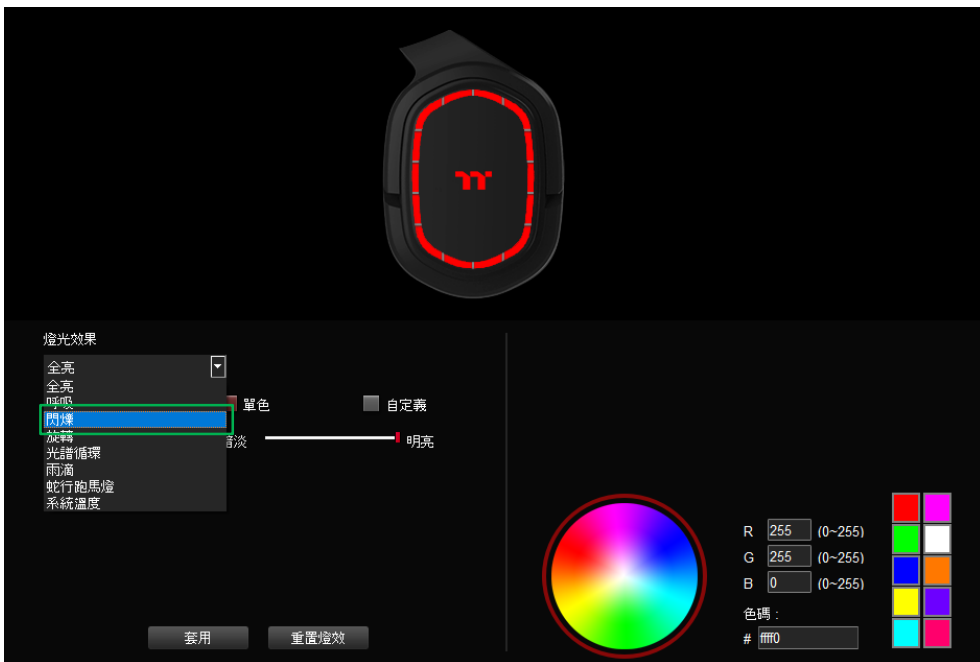 燈光效果
全亮
全亮
呼吸
閃爍
旋轉
光譜循環
雨滴
蛇行跑馬燈
系統溫度
單色
自定義
暗淡
明亮
R 255 (0~255)
G 255 (0~255)
B 0 (0~255)
色碼：
# ffff0
套用
重置燈效